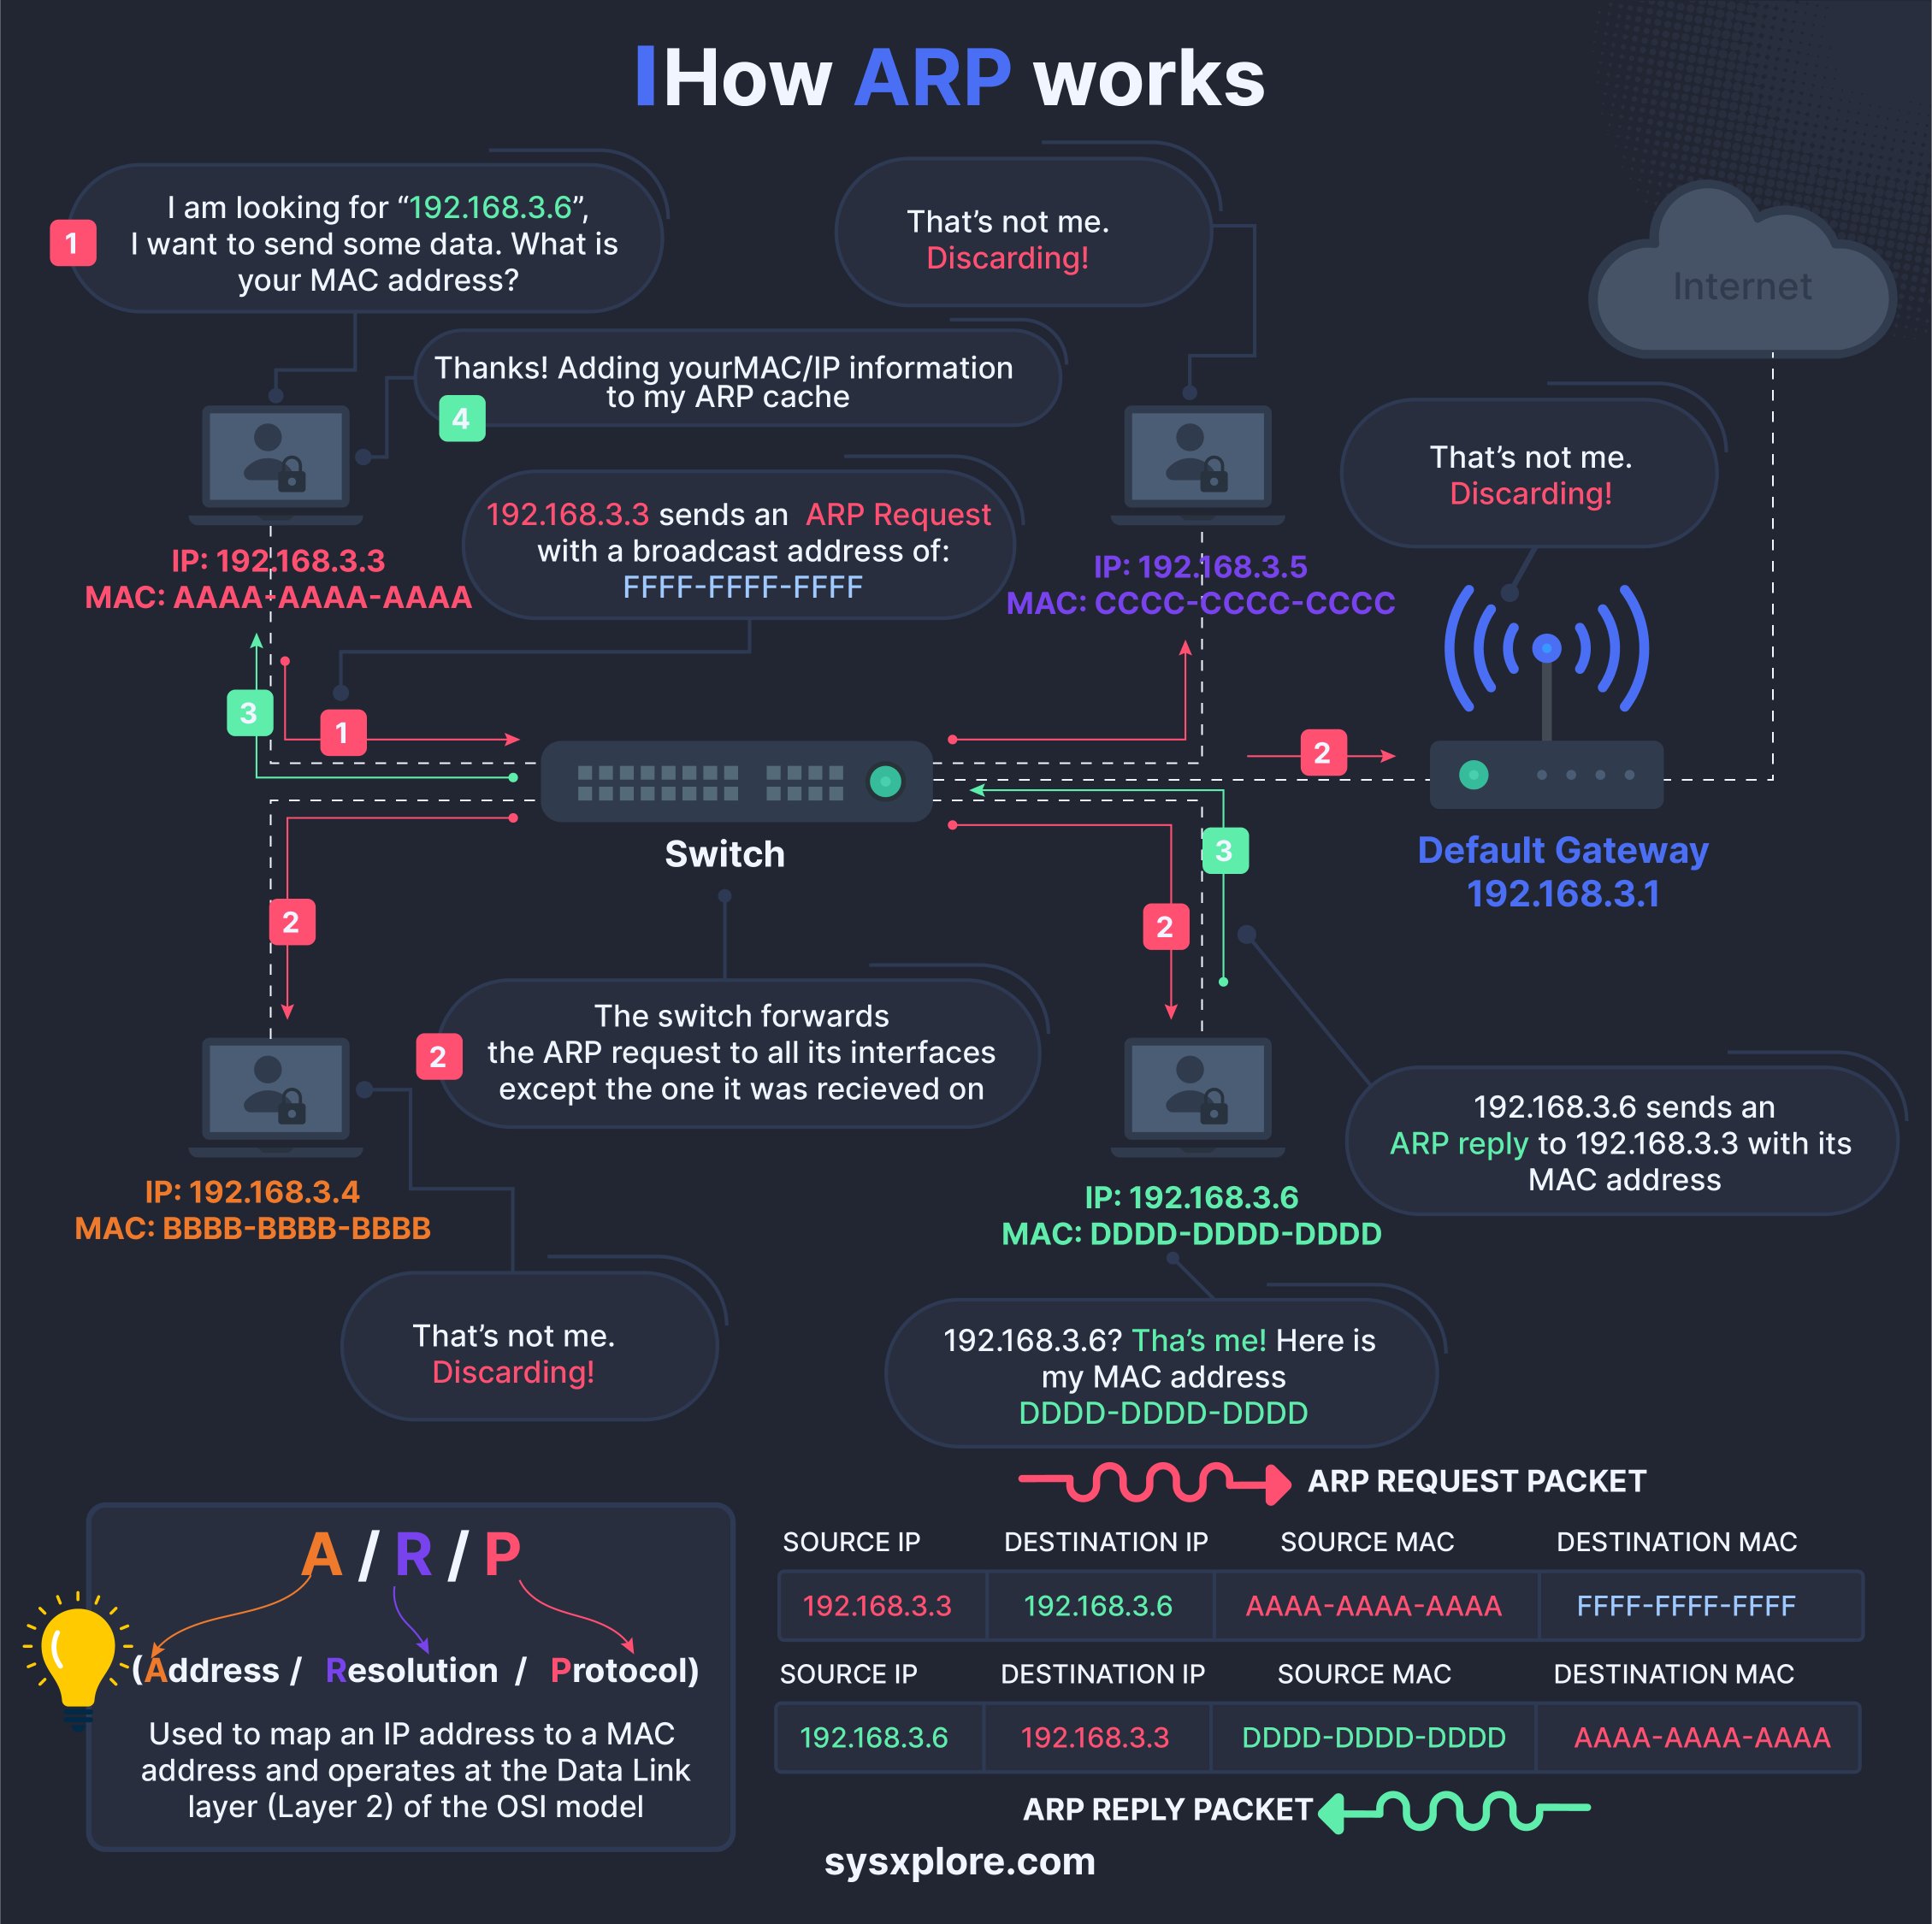 How ARP works
1
I am looking for “192.168.3.6”,
I want to send some data. What is
your MAC address?
That’s not me.
Discarding!
Internet
Thanks! Adding yourMAC/IP information
to my ARP cache
4
That’s not me.
Discarding!
192.168.3.3 sends an ARP Request
with a broadcast address of:
FFFF-FFFF-FFFF
IP: 192.168.3.3
MAC: AAAA-AAAA-AAAA
IP: 192.168.3.5
MAC: CCCC-CCCC-CCCC
3
1
2
Switch
3
Default Gateway
192.168.3.1
2
2
2
The switch forwards
the ARP request to all its interfaces
except the one it was recieved on
192.168.3.6 sends an
ARP reply to 192.168.3.3 with its
MAC address
IP: 192.168.3.4
MAC: BBBB-BBBB-BBBB
IP: 192.168.3.6
MAC: DDDD-DDDD-DDDD
That’s not me.
Discarding!
192.168.3.6? Tha’s me! Here is
my MAC address
DDDD-DDDD-DDDD
A / R / P
(Address / Resolution / Protocol)
Used to map an IP address to a MAC
address and operates at the Data Link
layer (Layer 2) of the OSI model
ARP REQUEST PACKET
SOURCE IP DESTINATION IP SOURCE MAC DESTINATION MAC
192.168.3.3 192.168.3.6 AAAA-AAAA-AAAA FFFF-FFFF-FFFF
SOURCE IP DESTINATION IP SOURCE MAC DESTINATION MAC
192.168.3.6 192.168.3.3 DDDD-DDDD-DDDD AAAA-AAAA-AAAA
ARP REPLY PACKET
sysxplore.com